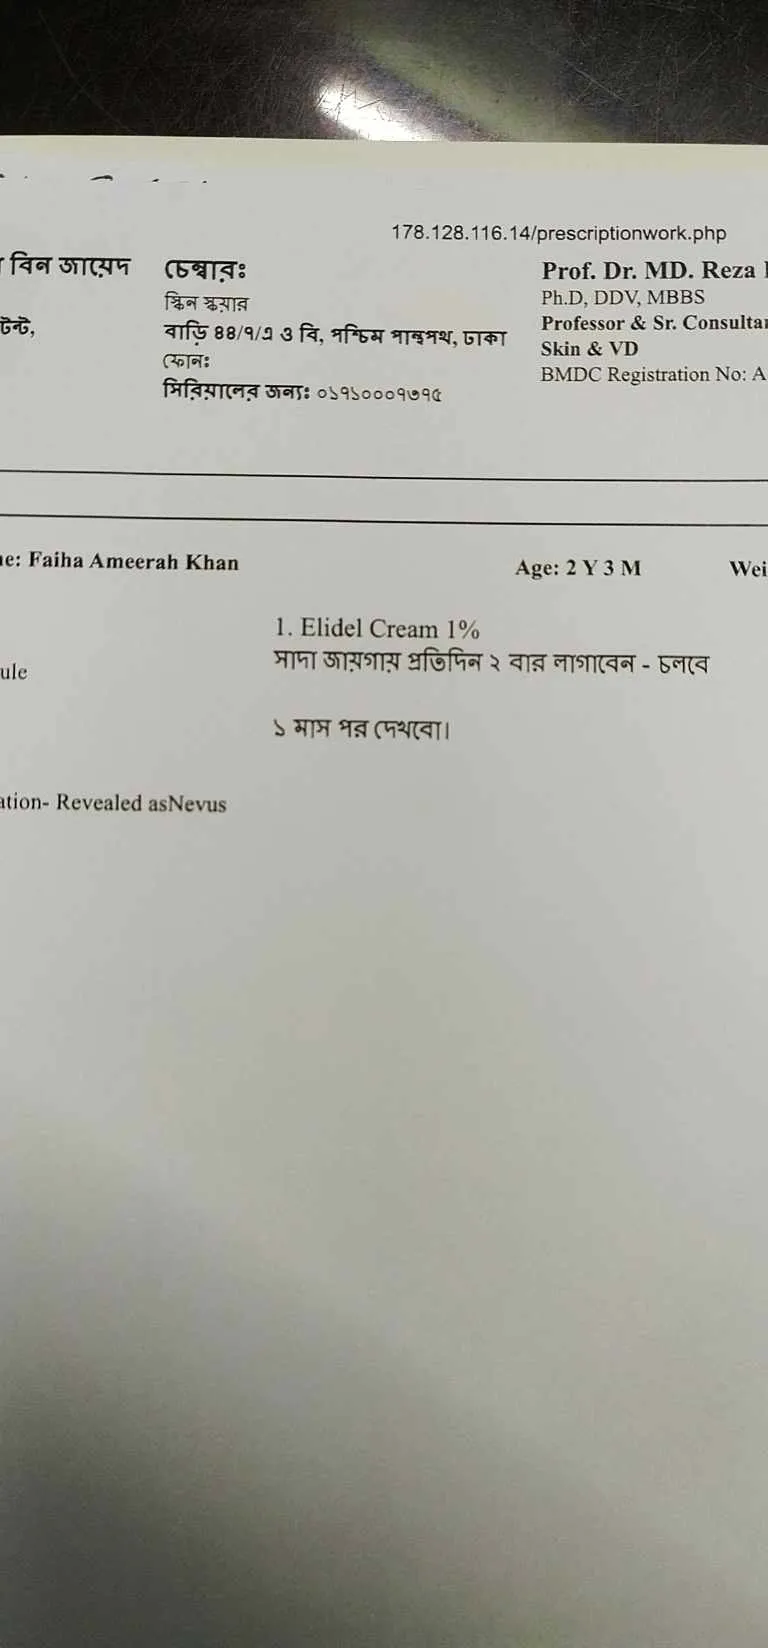 178.128.116.14/prescriptionwork.php
বিন জায়েদ
চেম্বারঃ
Prof. Dr. MD. Reza
স্কিন স্কয়ার
Ph.D, DDV, MBBS
টেন্ট,
বাড়ি ৪৪/৭/এ ও বি, পশ্চিম পান্থপথ, ঢাকা
Professor & Sr. Consultan
ফোনঃ
Skin & VD
সিরিয়ালের জন্যঃ ০১৭১০০০৭৩৭৫
BMDC Registration No: A
ne: Faiha Ameerah Khan
Age: 2 Y 3 M
Wei
1. Elidel Cream 1%
ule
সাদা জায়গায় প্রতিদিন ২ বার লাগাবেন - চলবে
১ মাস পর দেখবো।
ation- Revealed asNevus